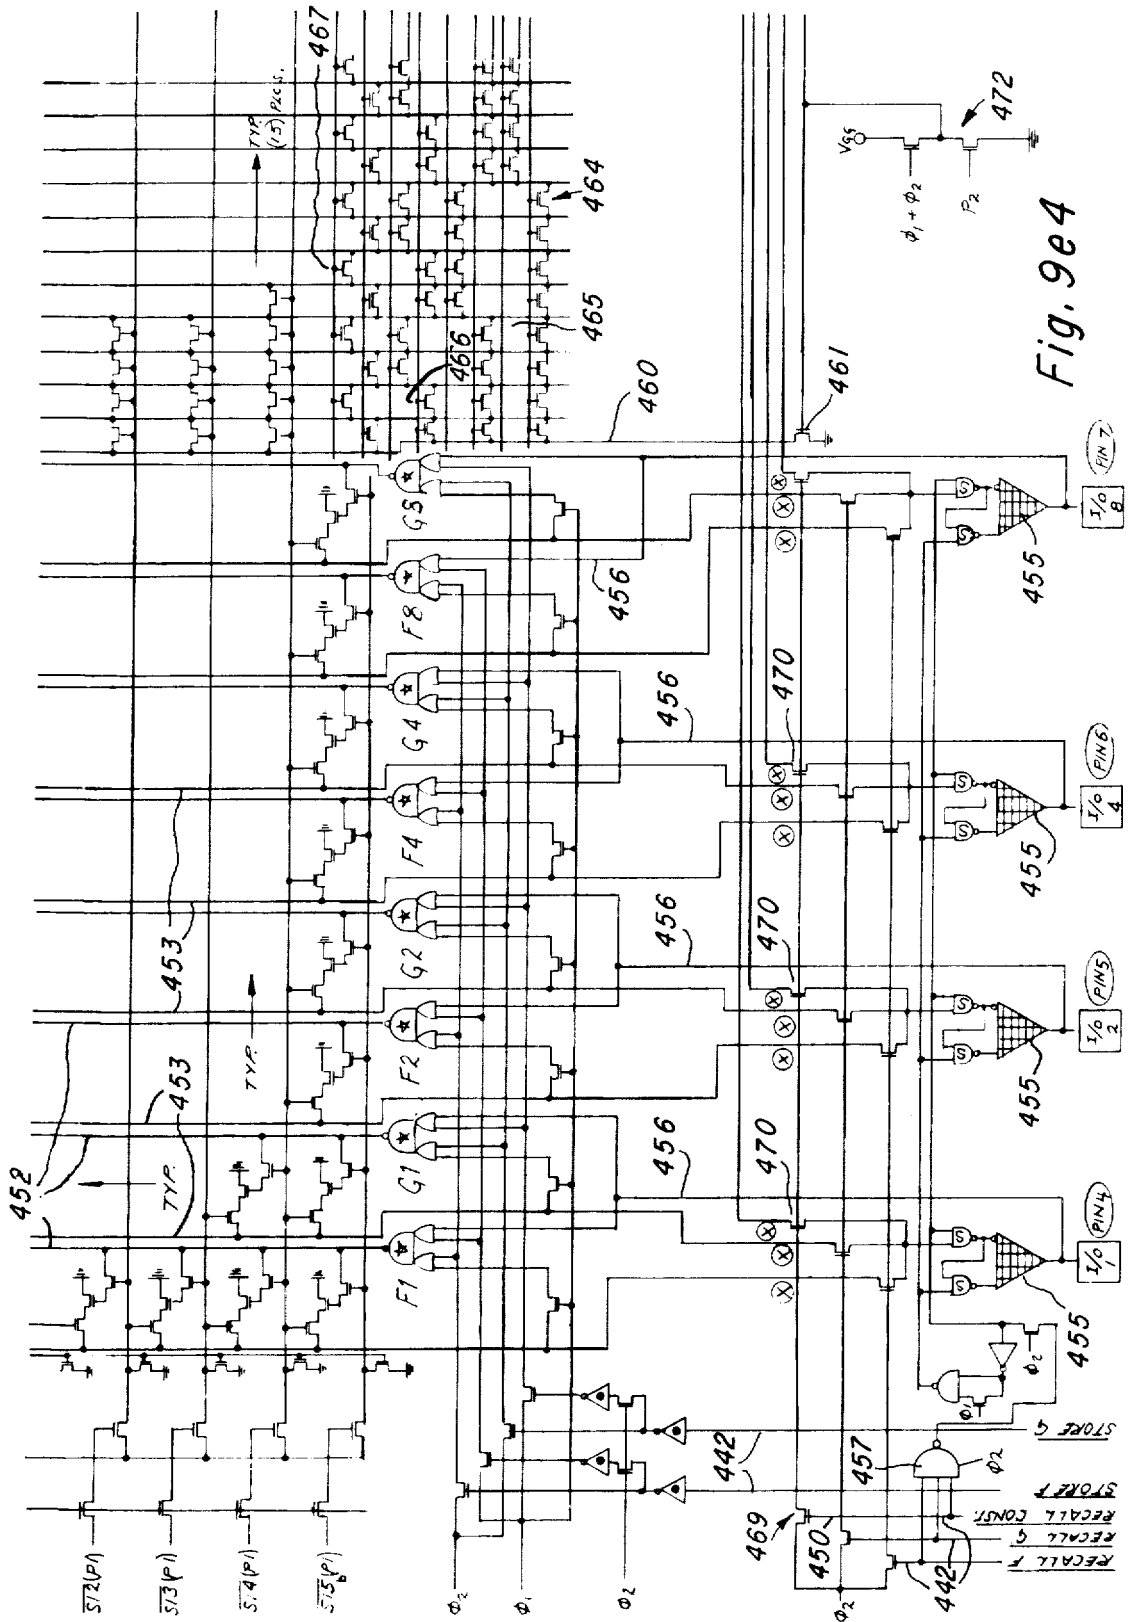 467
TYP.
(15) PLCS.
464
465
466
460
472
VGG
Φ1 + Φ2
P2
461
Fig. 9e4
452
453
453
453
TYP.
TYP.
F1
G1
F2
G2
F4
G4
F8
G8
456
456
456
456
470
470
470
455
455
455
455
S
S
S
S
S
S
S
S
I/O 1
PIN 4
I/O 2
PIN 5
I/O 4
PIN 6
I/O 8
PIN 7
S12(P1)
S13(P1)
S14(P1)
Φ2
Φ1
Φ2
Φ2
469
450
457
442
442
Φ1
Φ2
Φ2
STORE G
STORE F
RECALL CONST.
RECALL G
RECALL F